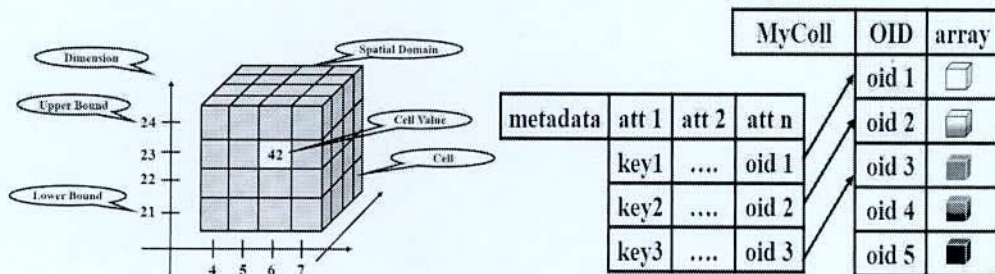 Dimension
Spatial Domain
Upper Bound
24
Cell Value
23
42
22
Cell
Lower Bound
21
4 5 6 7
MyColl OID array
oid 1
oid 2
oid 3
oid 4
oid 5
metadata att 1 att 2 att n
key1 .... oid 1
key2 .... oid 2
key3 .... oid 3